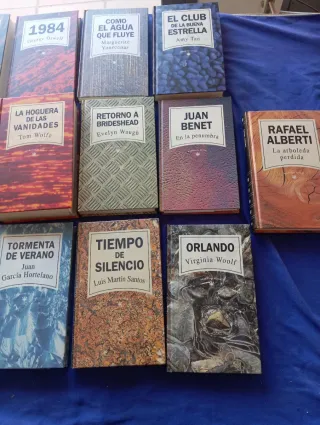 1984
George Orwell
COMO
EL AGUA
QUE FLUYE
Marguerite
Yourcenar
EL CLUB
DE LA BUENA
ESTRELLA
Amy Tan
LA HOGUERA
DE LAS
VANIDADES
Tom Wolfe
RETORNO A
BRIDESHEAD
Evelyn Waugh
JUAN
BENET
En la penumbra
RAFAEL
ALBERTI
La arboleda
perdida
TORMENTA
DE VERANO
Juan
García Hortelano
TIEMPO
DE
SILENCIO
Luis Martín Santos
ORLANDO
Virginia Woolf